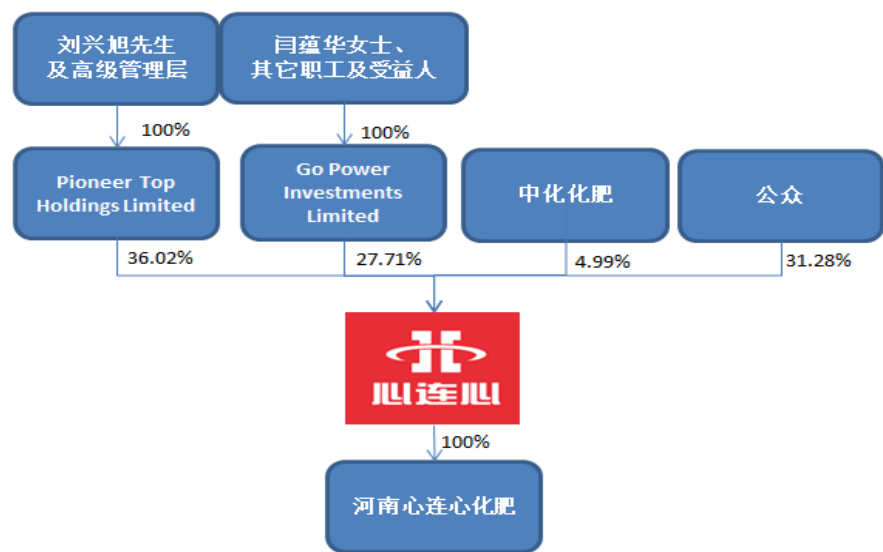 刘兴旭先生
及高级管理层
闫蕴华女士、
其它职工及受益人
100%
100%
Pioneer Top
Holdings Limited
Go Power
Investments
Limited
中化化肥
公众
36.02%
27.71%
4.99%
31.28%
心连心
100%
河南心连心化肥